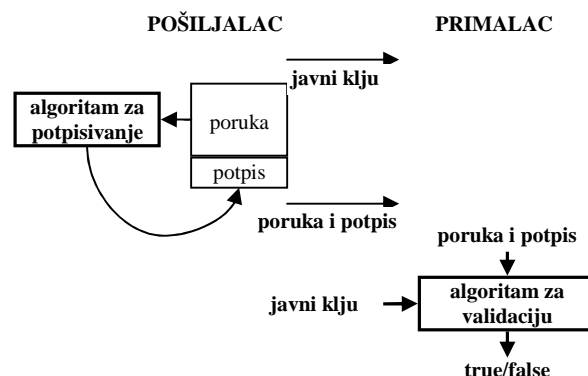 POŠILJALAC
PRIMALAC
javni klju
algoritam za
potpisivanje
poruka
potpis
poruka i potpis
poruka i potpis
javni klju
algoritam za
validaciju
true/false